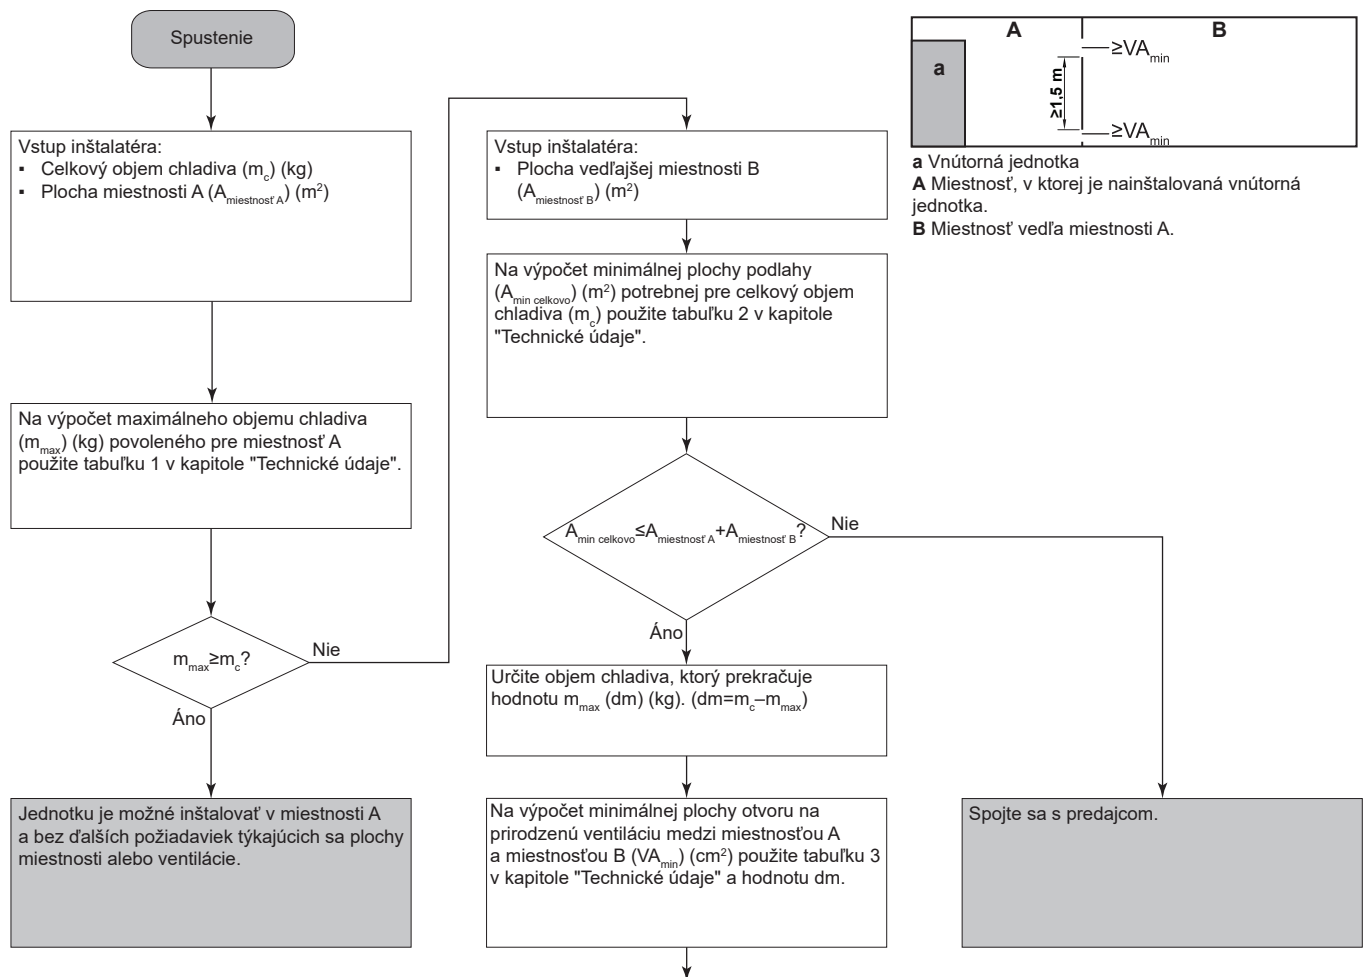 Spustenie
Vstup inštalatéra:
▪ Celkový objem chladiva (mc) (kg)
▪ Plocha miestnosti A (Amiestnosť A) (m²)
Na výpočet maximálneho objemu chladiva
(mmax) (kg) povoleného pre miestnosť A
použite tabuľku 1 v kapitole "Technické údaje".
mmax≥mc?
Nie
Áno
Jednotku je možné inštalovať v miestnosti A
a bez ďalších požiadaviek týkajúcich sa plochy
miestnosti alebo ventilácie.
Vstup inštalatéra:
▪ Plocha vedľajšej miestnosti B
(Amiestnosť B) (m²)
Na výpočet minimálnej plochy podlahy
(Amin celkovo) (m²) potrebnej pre celkový objem
chladiva (mc) použite tabuľku 2 v kapitole
"Technické údaje".
Amin celkovo≤Amiestnosť A+Amiestnosť B?
Nie
Áno
Určite objem chladiva, ktorý prekračuje
hodnotu mmax (dm) (kg). (dm=mc–mmax)
Na výpočet minimálnej plochy otvoru na
prirodzenú ventiláciu medzi miestnosťou A
a miestnosťou B (VAmin) (cm²) použite tabuľku 3
v kapitole "Technické údaje" a hodnotu dm.
Spojte sa s predajcom.
A
B
a
≥VAmin
≥1,5 m
≥VAmin
a Vnútorná jednotka
A Miestnosť, v ktorej je nainštalovaná vnútorná
jednotka.
B Miestnosť vedľa miestnosti A.